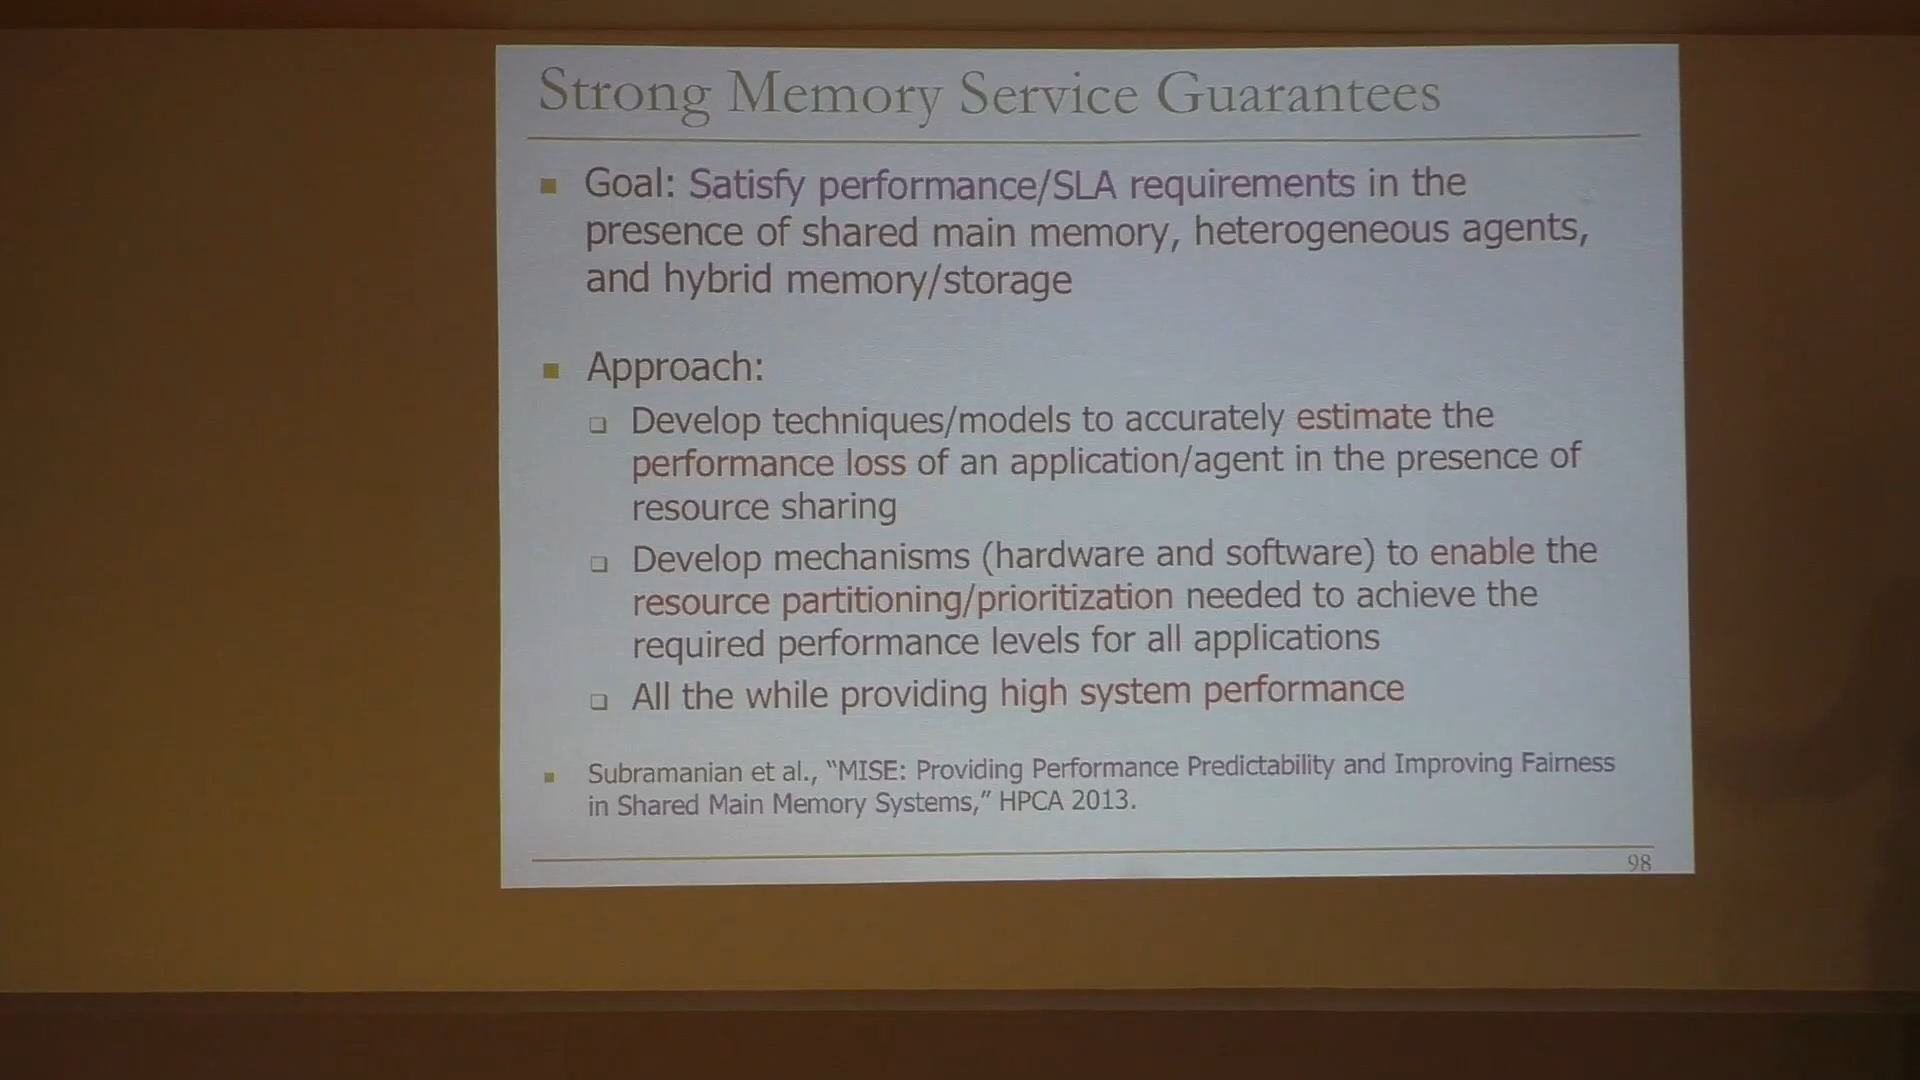 Strong Memory Service Guarantees
Goal: Satisfy performance/SLA requirements in the
presence of shared main memory, heterogeneous agents,
and hybrid memory/storage
Approach:
Develop techniques/models to accurately estimate the
performance loss of an application/agent in the presence of
resource sharing
Develop mechanisms (hardware and software) to enable the
resource partitioning/prioritization needed to achieve the
required performance levels for all applications
All the while providing high system performance
Subramanian et al., “MISE: Providing Performance Predictability and Improving Fairness
in Shared Main Memory Systems,” HPCA 2013.
98